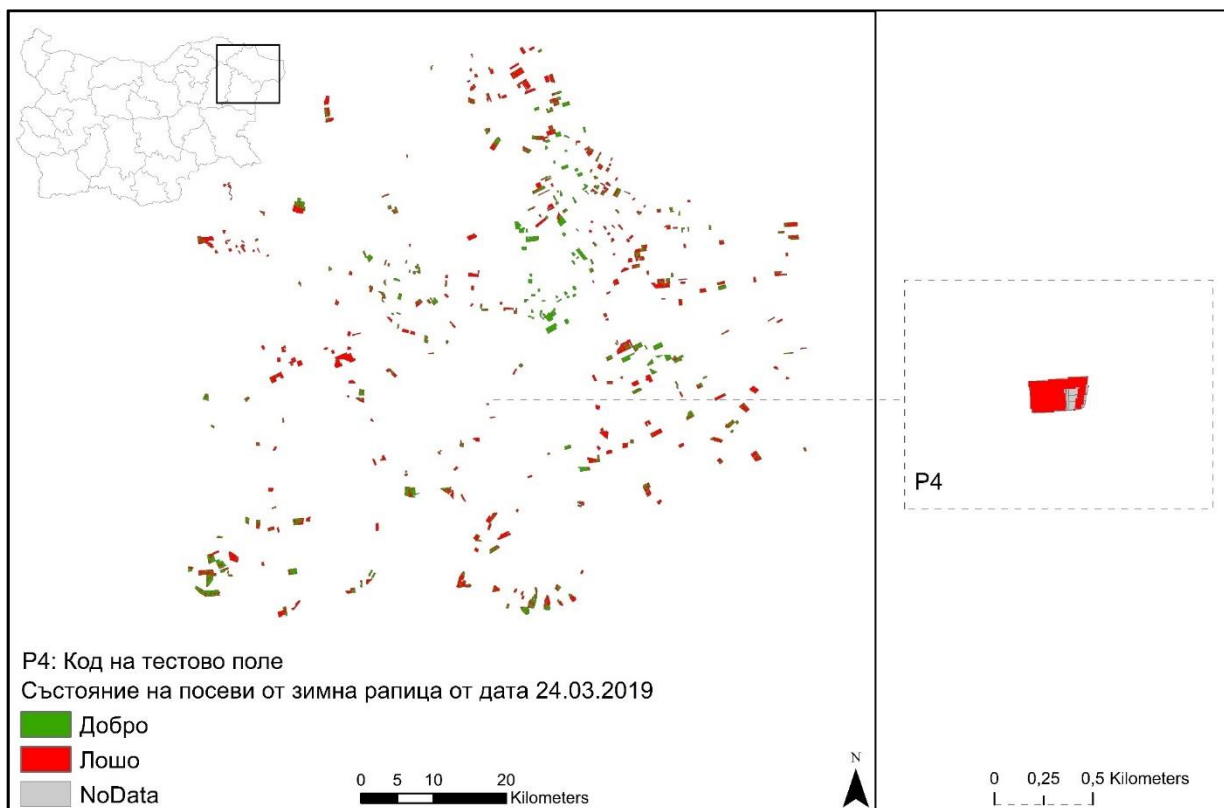 P4
P4: Код на тестово поле
Състояние на посеви от зимна рапица от дата 24.03.2019
Добро
Лошо
NoData
0 5 10 20
Kilometers
N
0 0,25 0,5 Kilometers